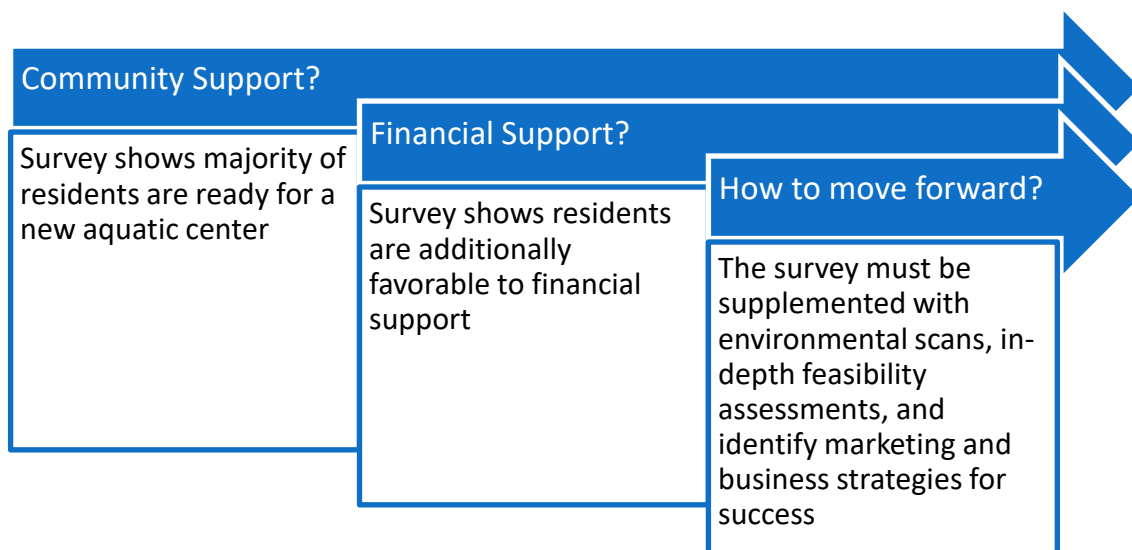 Community Support?
Survey shows majority of
residents are ready for a
new aquatic center
Financial Support?
Survey shows residents
are additionally
favorable to financial
support
How to move forward?
The survey must be
supplemented with
environmental scans, in-
depth feasibility
assessments, and
identify marketing and
business strategies for
success